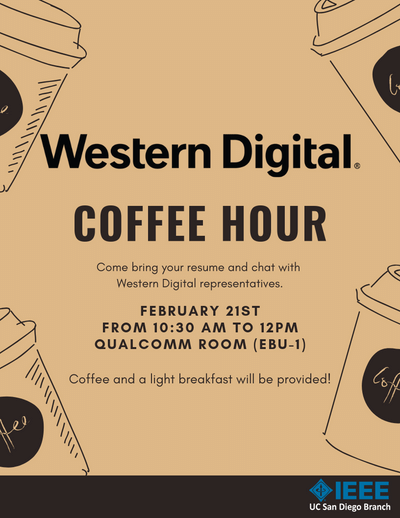 Western Digital®
COFFEE HOUR
Come bring your resume and chat with
Western Digital representatives.
FEBRUARY 21ST
FROM 10:30 AM TO 12PM
QUALCOMM ROOM (EBU-1)
Coffee and a light breakfast will be provided!
IEEE
UC San Diego Branch